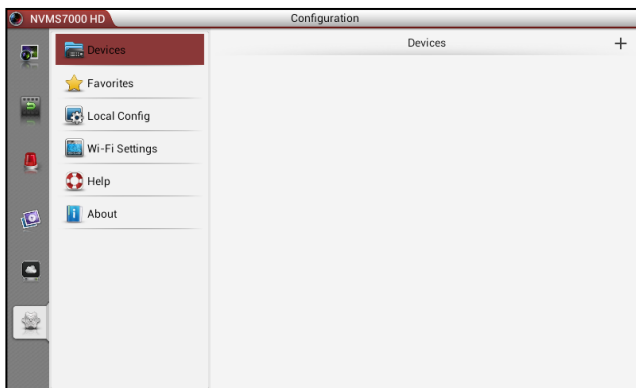 NVMS7000 HD
Configuration
Devices
Devices
+
Favorites
Local Config
Wi-Fi Settings
Help
About